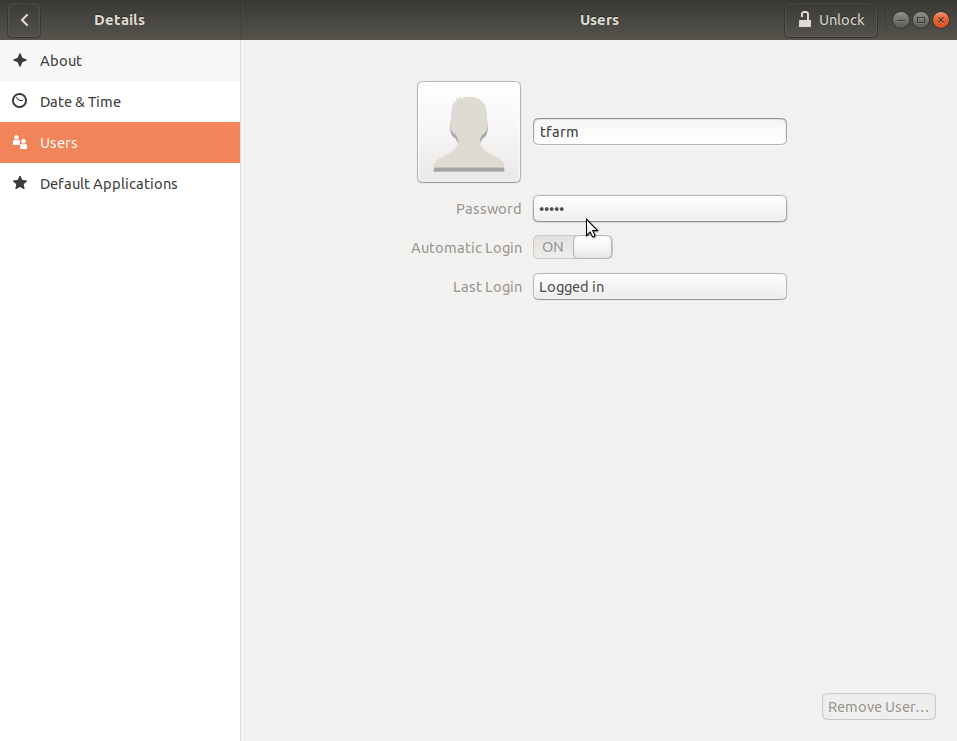 Details
Users
Unlock
About
Date & Time
Users
Default Applications
tfarm
Password •••••
Automatic Login ON
Last Login Logged in
Remove User...